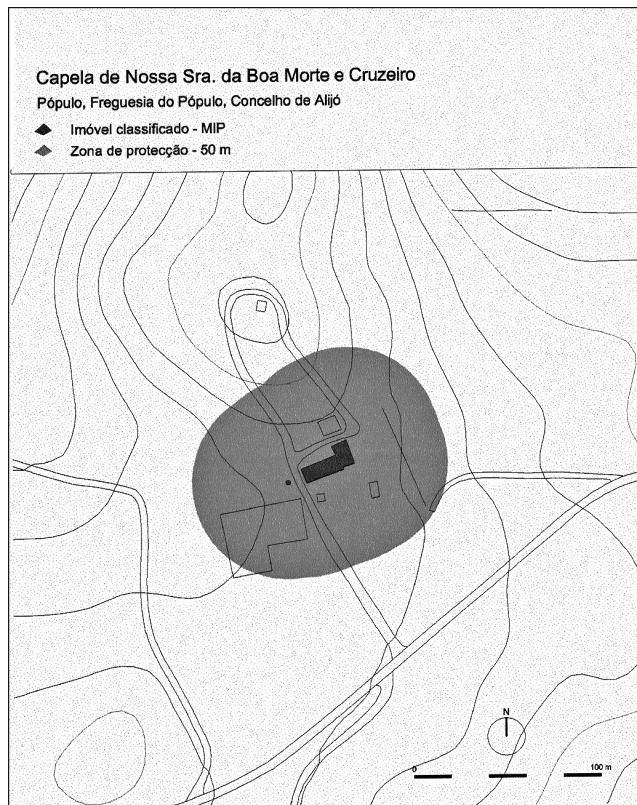 Capela de Nossa Sra. da Boa Morte e Cruzeiro
Pópulo, Freguesia do Pópulo, Concelho de Alijó
Imóvel classificado - MIP
Zona de protecção - 50 m
N
0 100 m